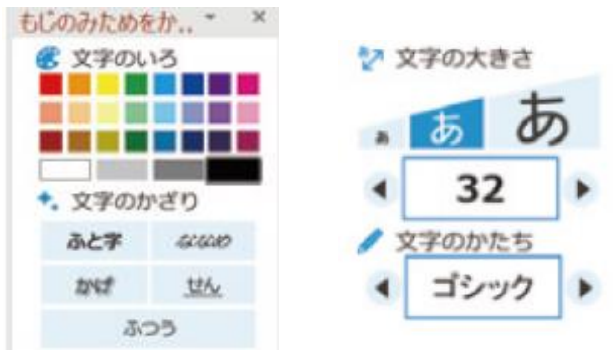 もじのみためをか..
文字のいろ
文字のかざり
ふと字
ななめ
かげ
せん
ふつう
文字の大きさ
あ あ あ
32
文字のかたち
ゴシック